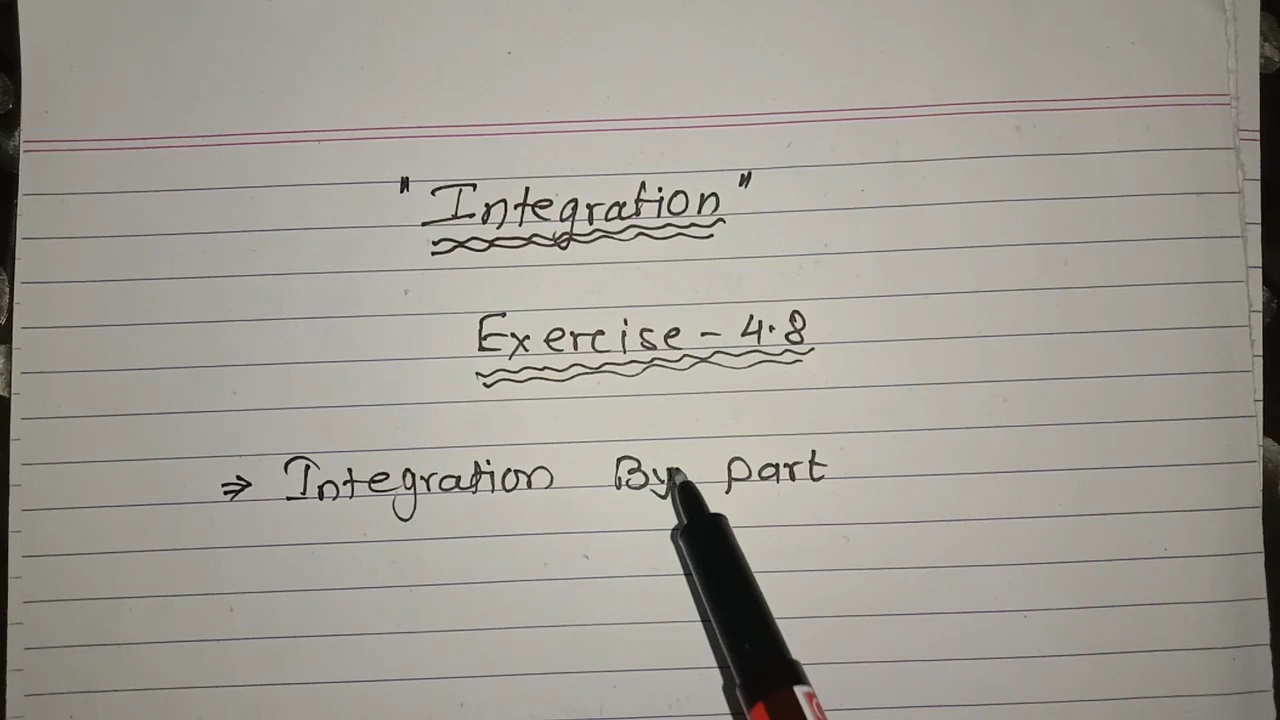 "Integration"
Exercise - 4.8
⇒ Integration By part